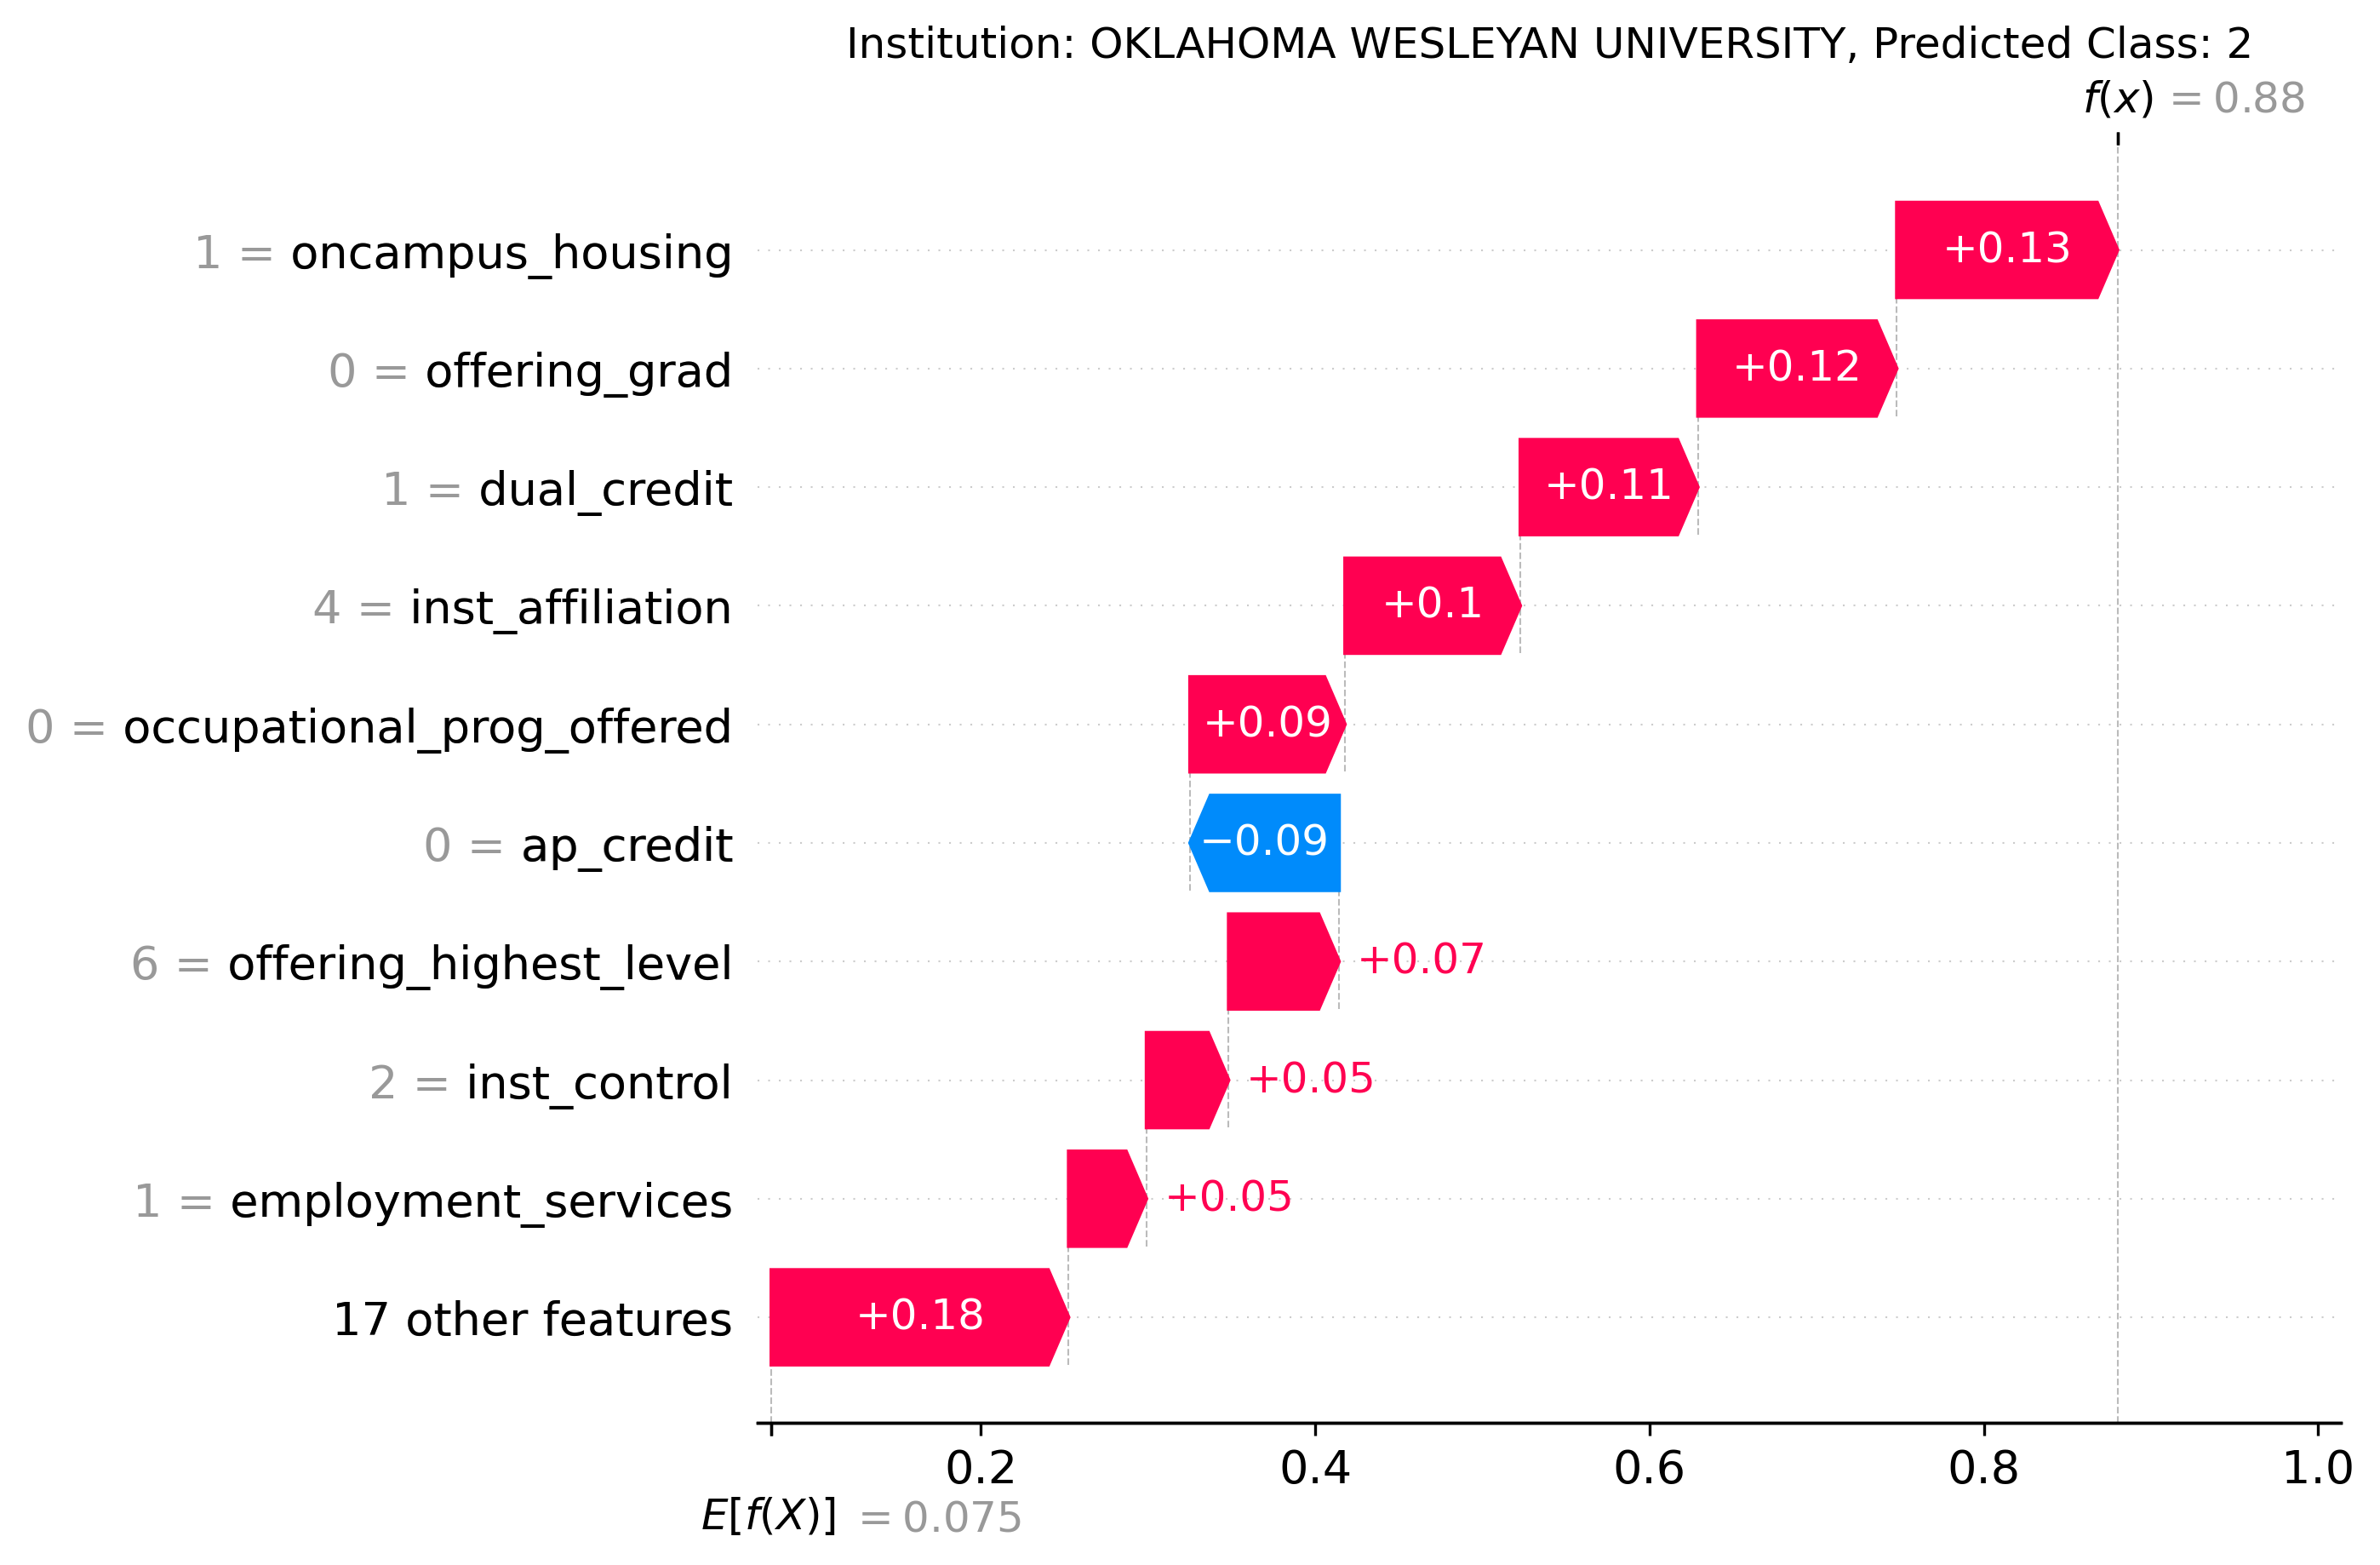 Institution: OKLAHOMA WESLEYAN UNIVERSITY, Predicted Class: 2
f(x) = 0.88
1 = oncampus_housing +0.13
0 = offering_grad +0.12
1 = dual_credit +0.11
4 = inst_affiliation +0.1
0 = occupational_prog_offered +0.09
0 = ap_credit −0.09
6 = offering_highest_level +0.07
2 = inst_control +0.05
1 = employment_services +0.05
17 other features +0.18
0.2 0.4 0.6 0.8 1.0
E[f(X)] = 0.075